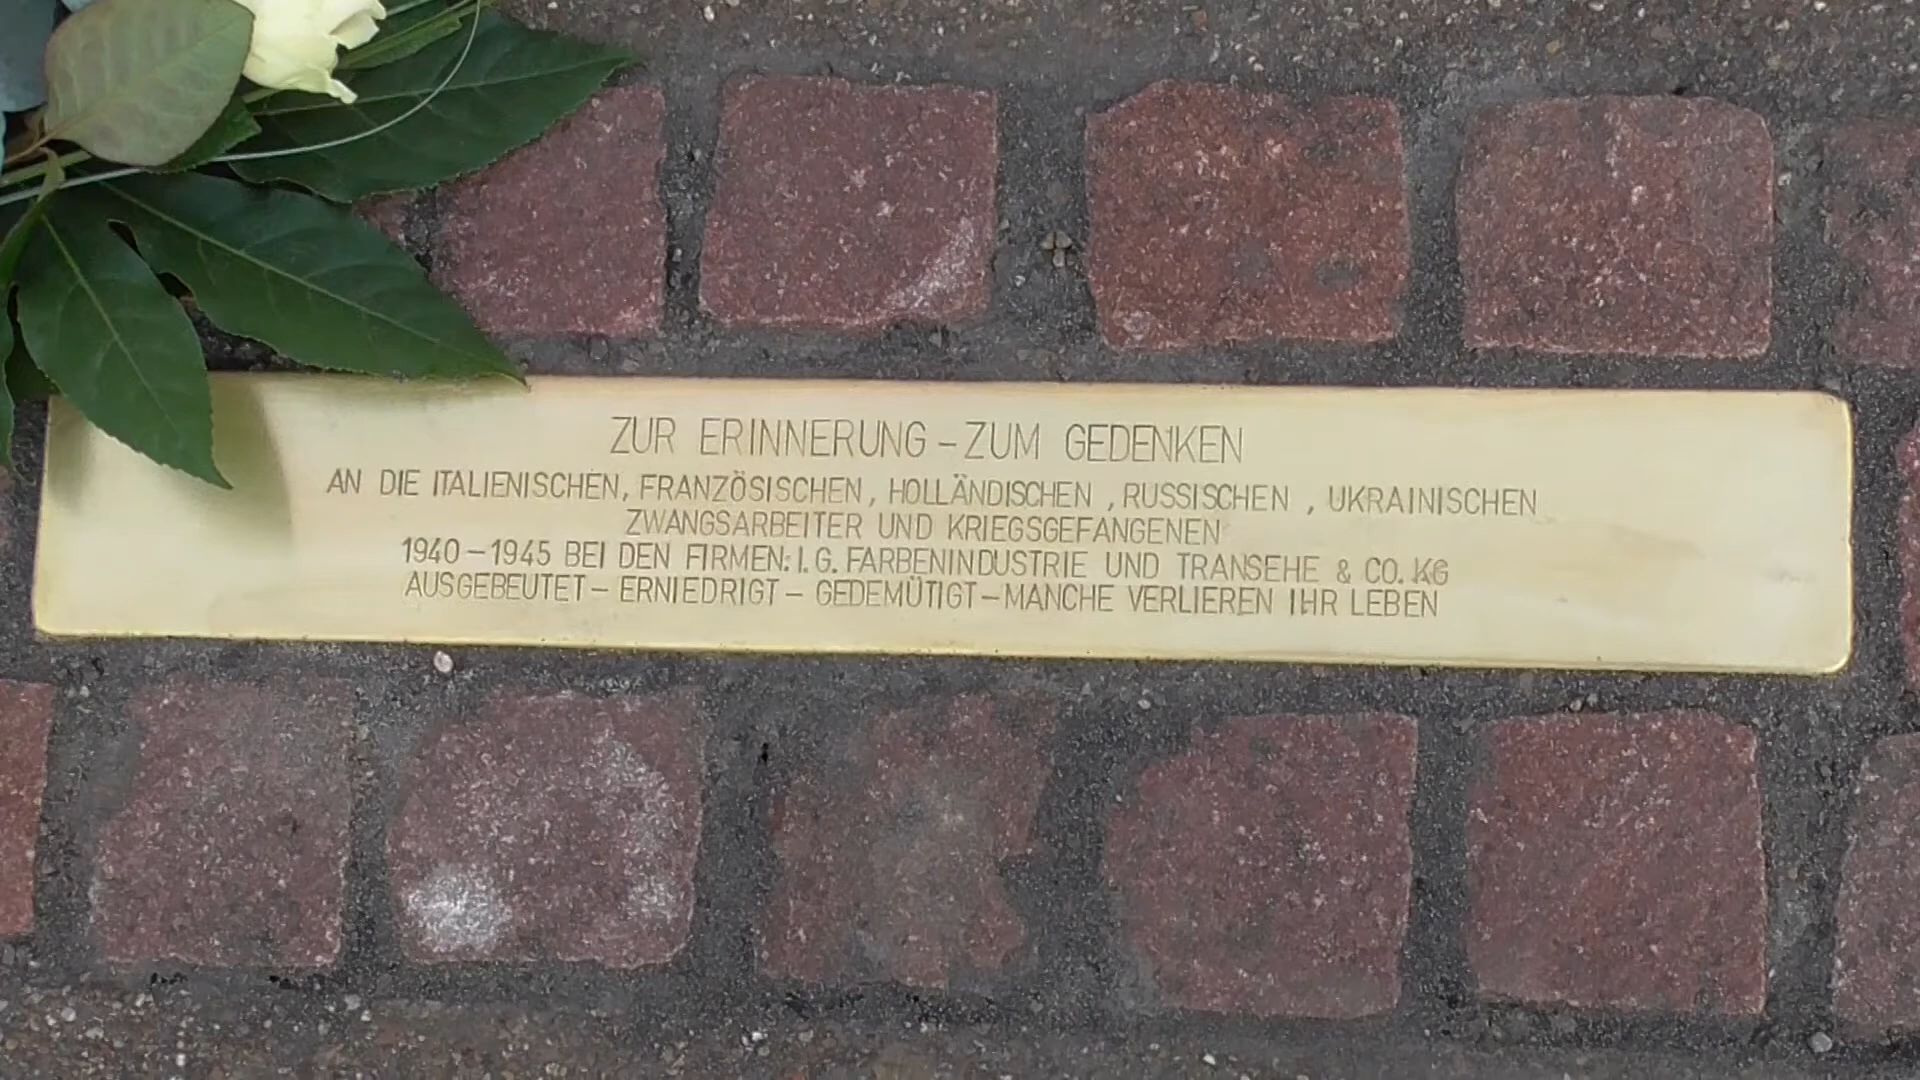 ZUR ERINNERUNG – ZUM GEDENKEN
AN DIE ITALIENISCHEN, FRANZÖSISCHEN, HOLLÄNDISCHEN, RUSSISCHEN, UKRAINISCHEN
ZWANGSARBEITER UND KRIEGSGEFANGENEN
1940 – 1945 BEI DEN FIRMEN: I.G. FARBENINDUSTRIE UND TRANSEHE & CO. KG
AUSGEBEUTET – ERNIEDRIGT – GEDEMÜTIGT – MANCHE VERLIEREN IHR LEBEN